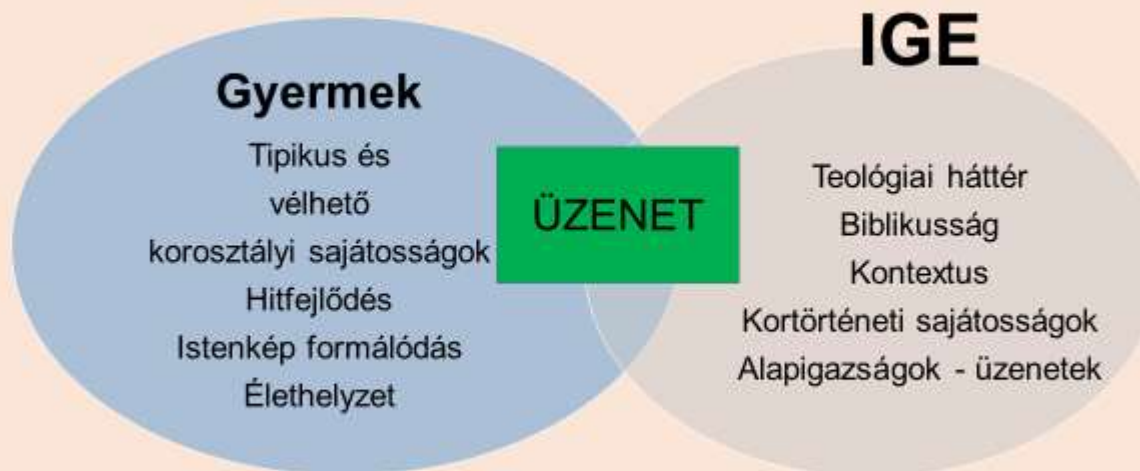 Gyermek
Tipikus és
vélhető
korosztályi sajátosságok
Hitfejlődés
Istenkép formálódás
Élethelyzet
ÜZENET
IGE
Teológiai háttér
Biblikusság
Kontextus
Kortörténeti sajátosságok
Alapigazságok - üzenetek